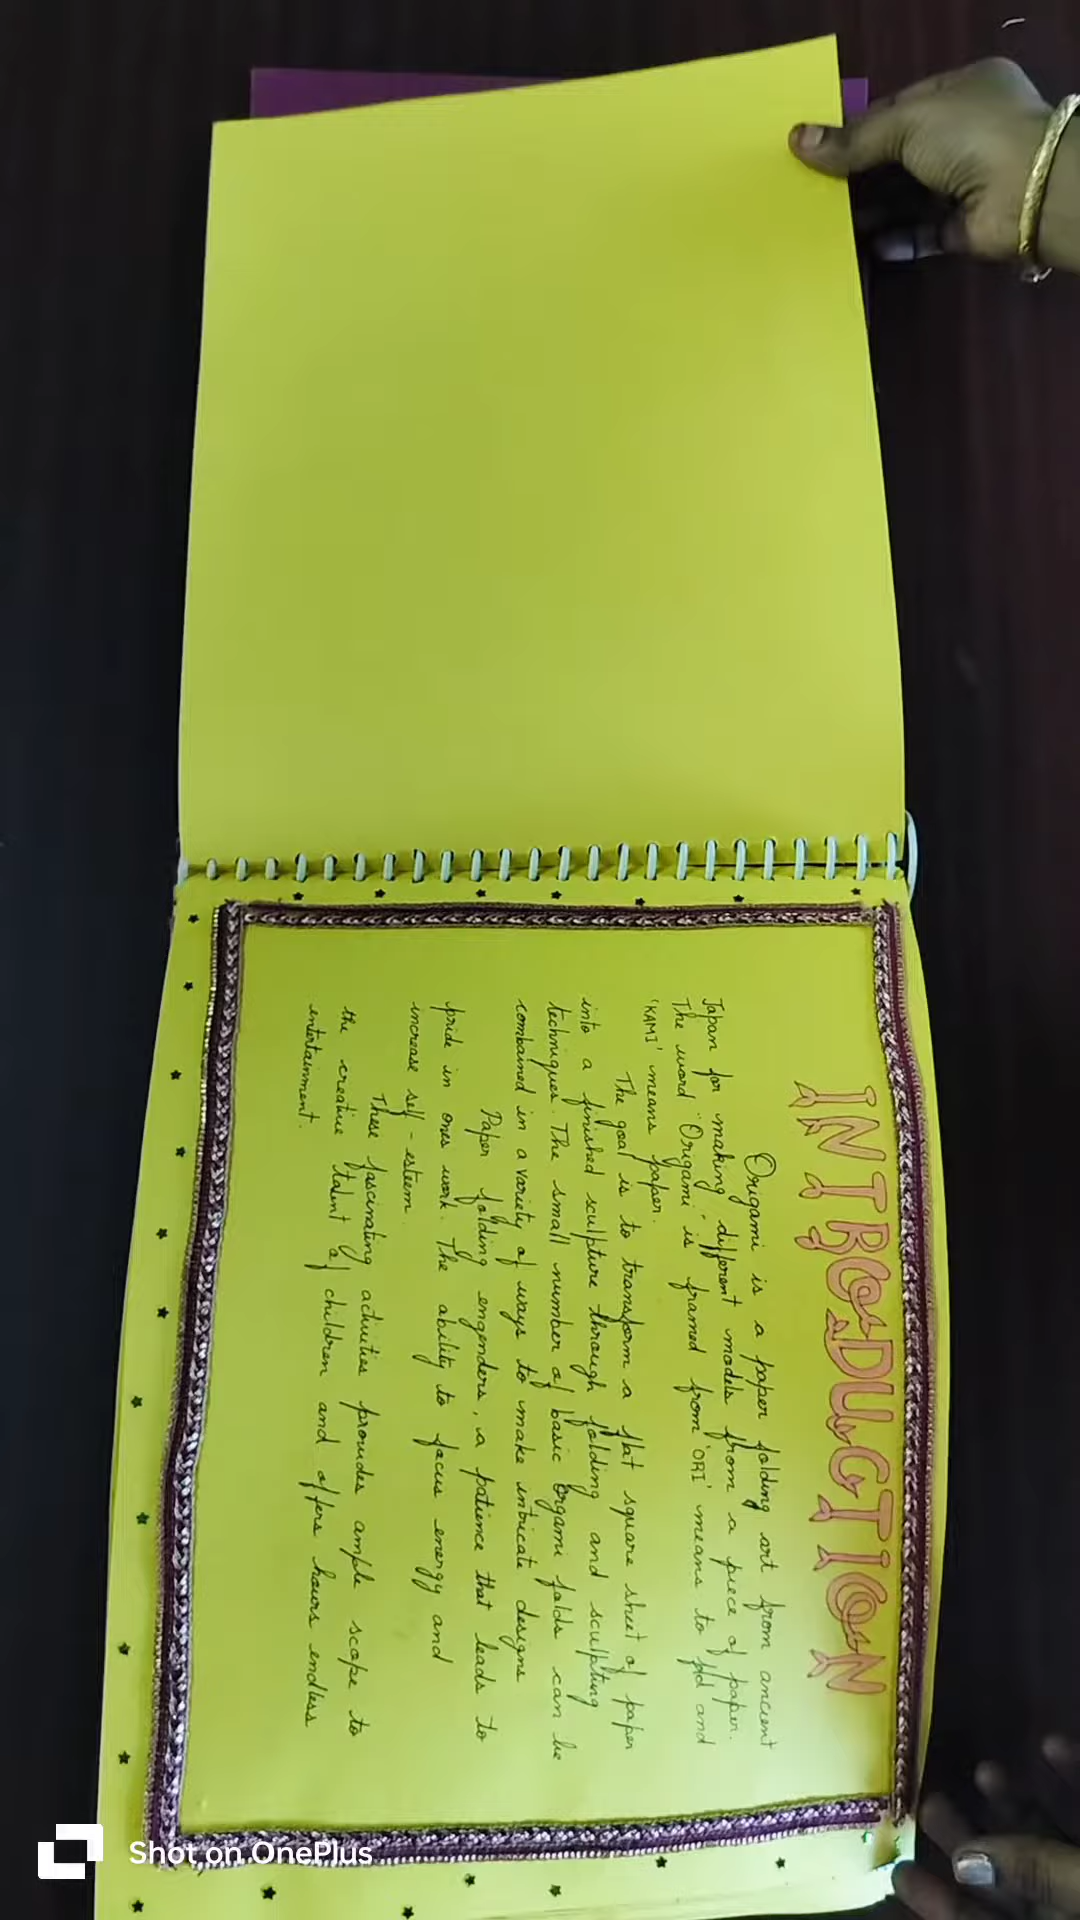 INTRODUCTION
Origami is a paper folding art from ancient
Japan for making different models from a piece of paper.
The word "Origami" is framed from 'ORI' means to fld and
'KAMI' means paper.
The goal is to transform a flat square sheet of paper
into a finished sculpture through folding and sculpting
techniques. The small number of basic Orgami folds can be
combained in a variety of ways to make intricate designs
Paper folding engenders, a patience that leads to
pride in ones work. The ability to focus energy and
increase self-esteem.
These fascinating activities provides ample scope to
the creative talent of children and offers hours endless
entertainment.
Shot on OnePlus